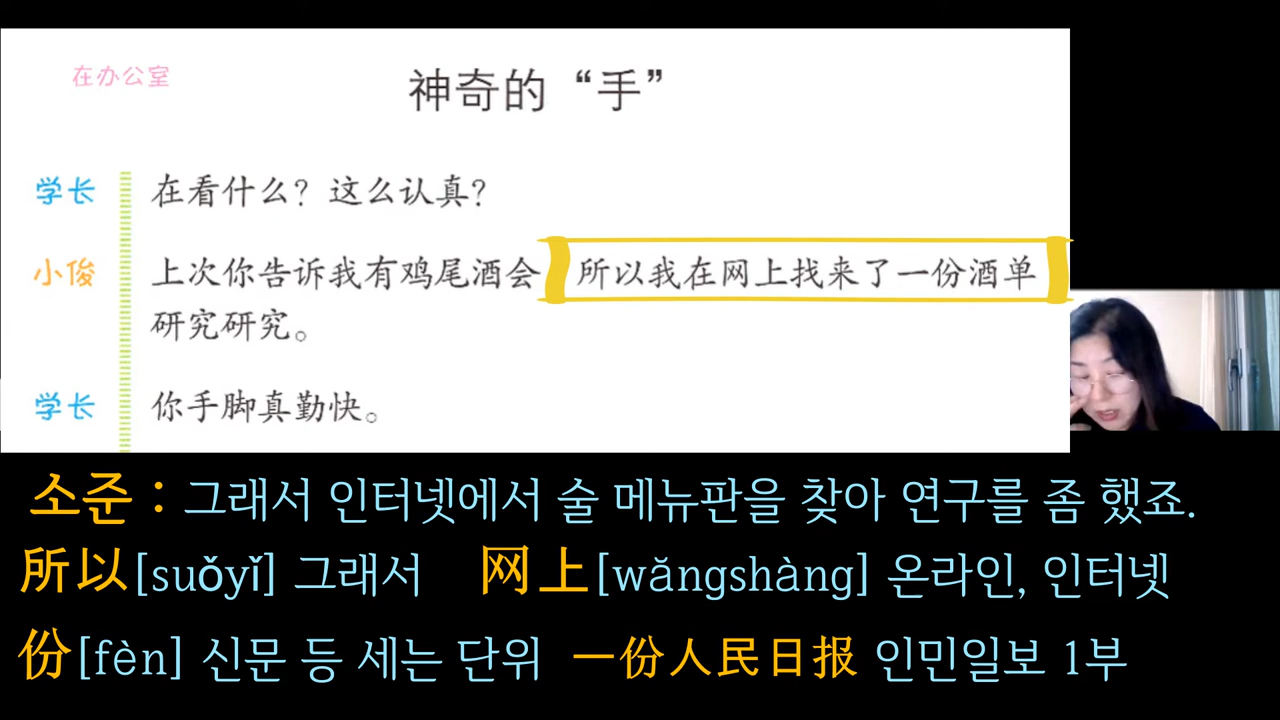 在办公室
神奇的“手”
学长 在看什么？这么认真？
小俊 上次你告诉我有鸡尾酒会 所以我在网上找来了一份酒单
研究研究。
学长 你手脚真勤快。
소준 : 그래서 인터넷에서 술 메뉴판을 찾아 연구를 좀 했죠.
所以[suǒyǐ] 그래서 网上[wǎngshàng] 온라인, 인터넷
份[fèn] 신문 등 세는 단위 一份人民日报 인민일보 1부